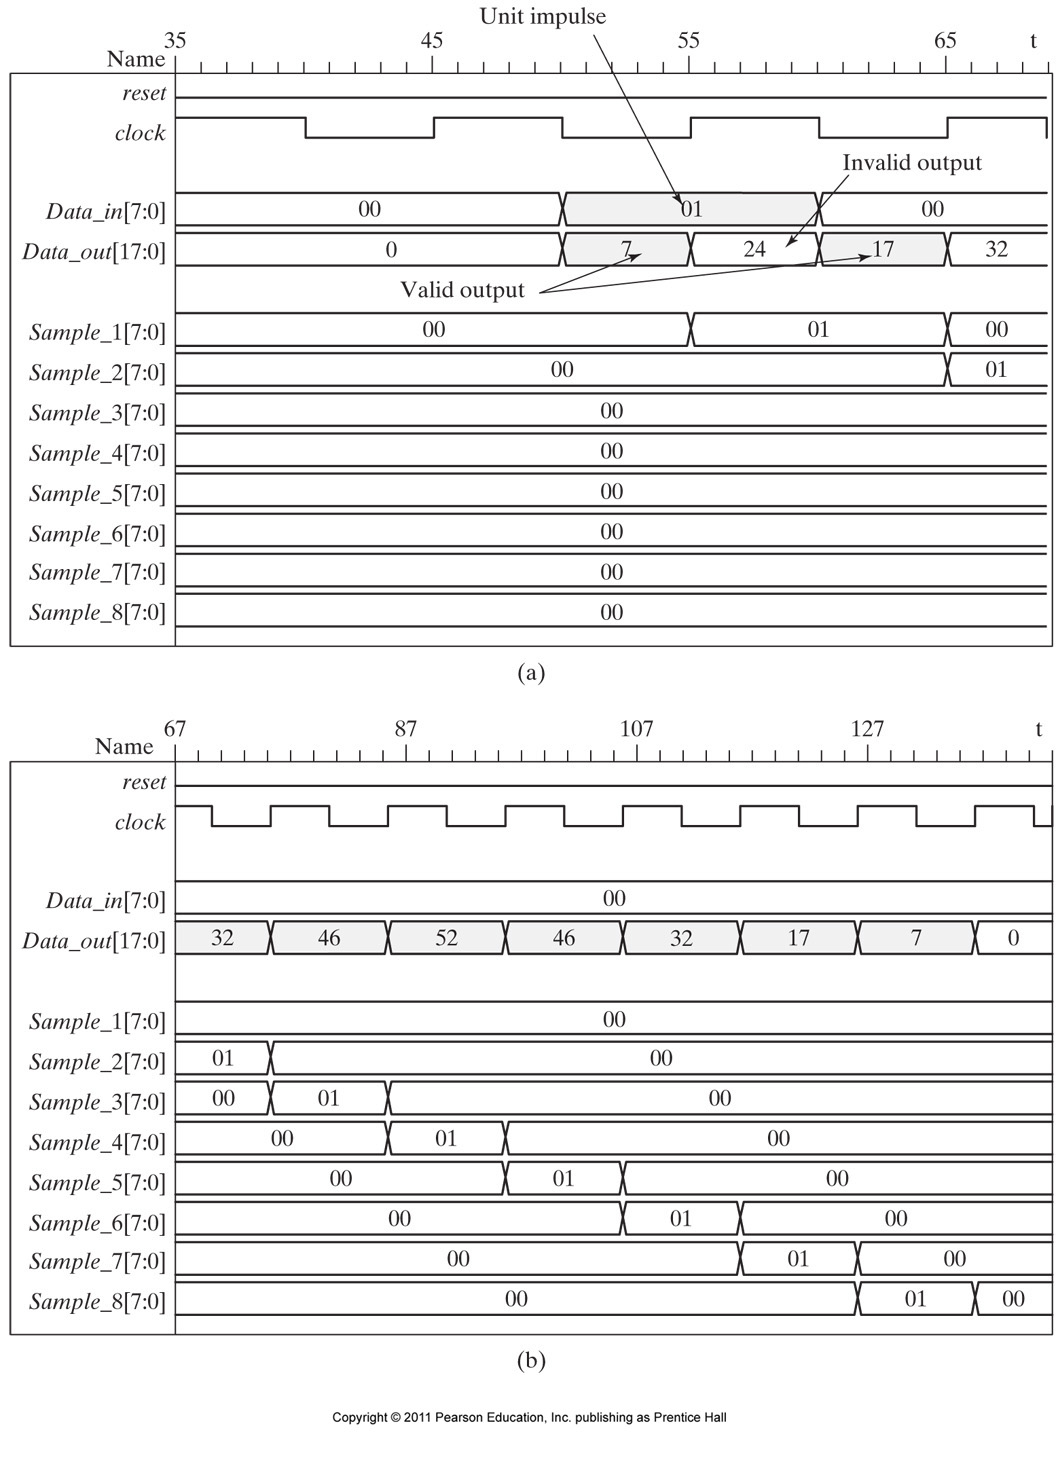 Unit impulse
35 45 55 65 t
Name
reset
clock
Invalid output
Data_in[7:0] 00 01 00
Data_out[17:0] 0 7 24 17 32
Valid output
Sample_1[7:0] 00 01 00
Sample_2[7:0] 00 01
Sample_3[7:0] 00
Sample_4[7:0] 00
Sample_5[7:0] 00
Sample_6[7:0] 00
Sample_7[7:0] 00
Sample_8[7:0] 00
(a)
67 87 107 127 t
Name
reset
clock
Data_in[7:0] 00
Data_out[17:0] 32 46 52 46 32 17 7 0
Sample_1[7:0] 00
Sample_2[7:0] 01 00
Sample_3[7:0] 00 01 00
Sample_4[7:0] 00 01 00
Sample_5[7:0] 00 01 00
Sample_6[7:0] 00 01 00
Sample_7[7:0] 00 01 00
Sample_8[7:0] 00 01 00
(b)
Copyright © 2011 Pearson Education, Inc. publishing as Prentice Hall